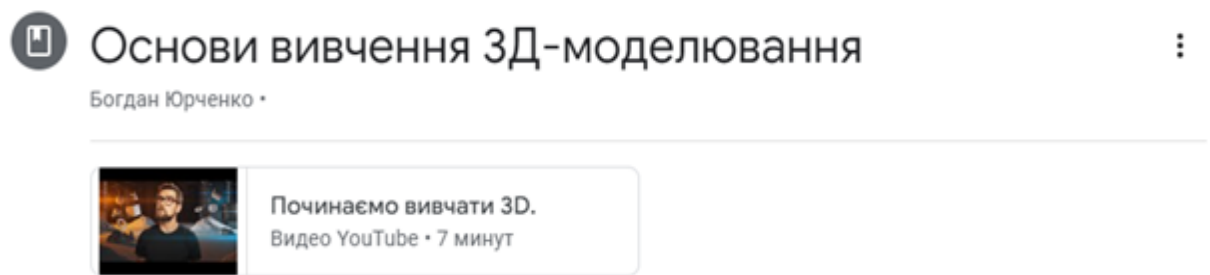 Основи вивчення 3Д-моделювання
Богдан Юрченко •
Починаємо вивчати 3D.
Видео YouTube • 7 минут